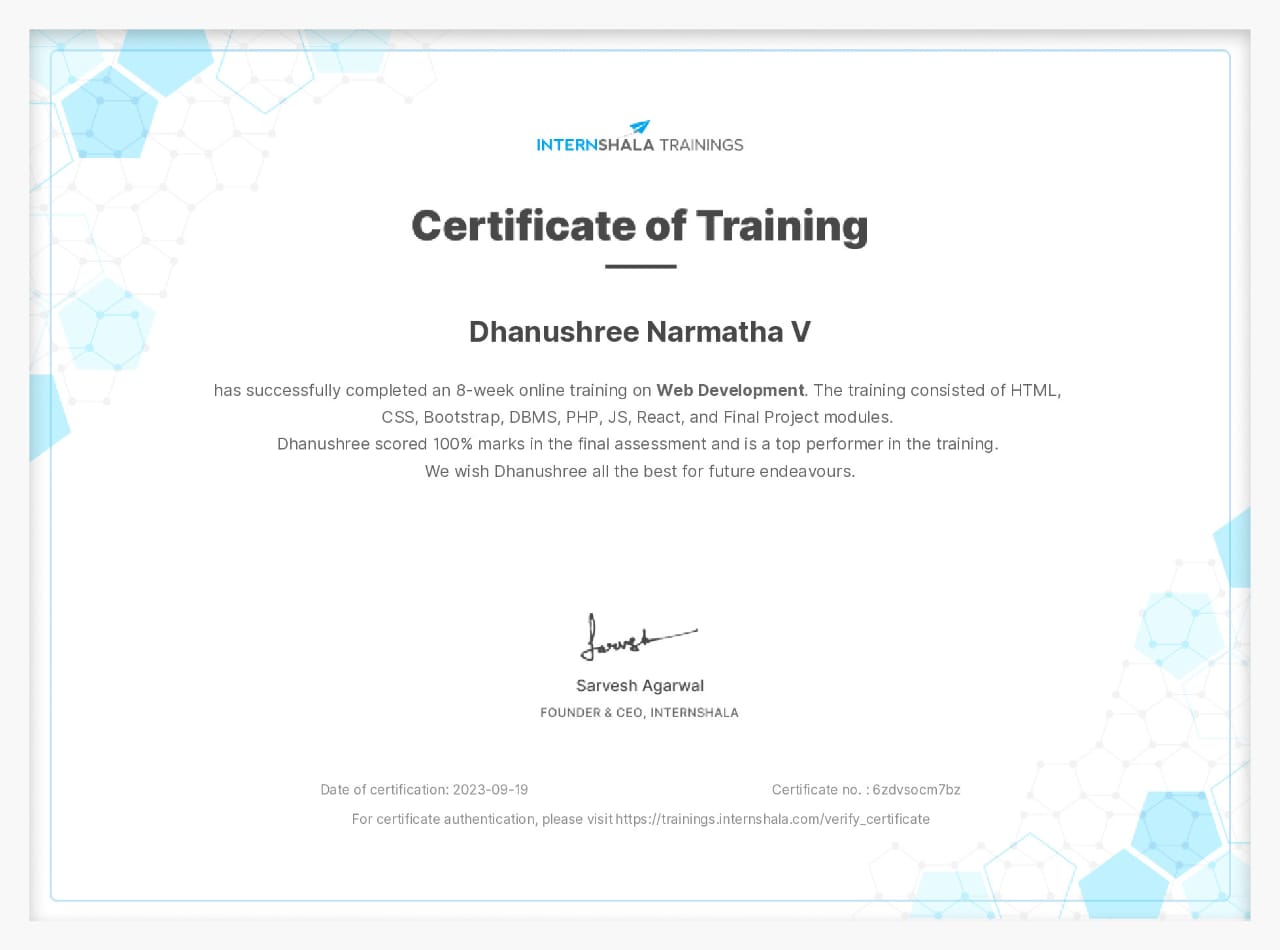 INTERNSHALA TRAININGS
Certificate of Training
Dhanushree Narmatha V
has successfully completed an 8-week online training on Web Development. The training consisted of HTML,
CSS, Bootstrap, DBMS, PHP, JS, React, and Final Project modules.
Dhanushree scored 100% marks in the final assessment and is a top performer in the training.
We wish Dhanushree all the best for future endeavours.
Sarvesh
Sarvesh Agarwal
FOUNDER & CEO, INTERNSHALA
Date of certification: 2023-09-19
Certificate no. : 6zdvsocm7bz
For certificate authentication, please visit https://trainings.internshala.com/verify_certificate